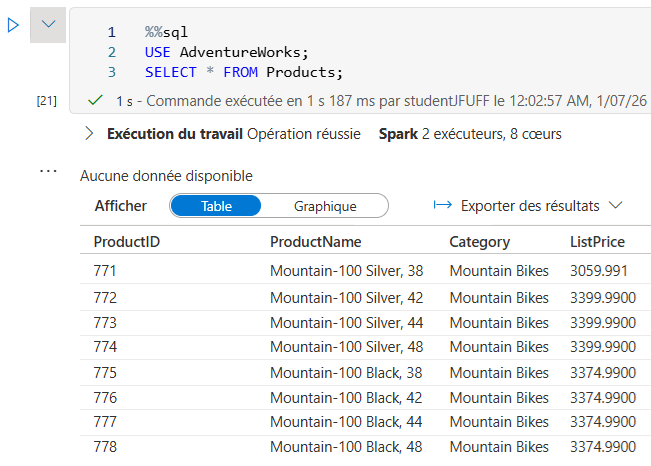 1 %%sql
2 USE AdventureWorks;
3 SELECT * FROM Products;
[21] 1 s - Commande exécutée en 1 s 187 ms par studentJFUFF le 12:02:57 AM, 1/07/26
Exécution du travail Opération réussie Spark 2 exécuteurs, 8 cœurs
...
Aucune donnée disponible
Afficher Table Graphique Exporter des résultats
ProductID ProductName Category ListPrice
771 Mountain-100 Silver, 38 Mountain Bikes 3059.991
772 Mountain-100 Silver, 42 Mountain Bikes 3399.9900
773 Mountain-100 Silver, 44 Mountain Bikes 3399.9900
774 Mountain-100 Silver, 48 Mountain Bikes 3399.9900
775 Mountain-100 Black, 38 Mountain Bikes 3374.9900
776 Mountain-100 Black, 42 Mountain Bikes 3374.9900
777 Mountain-100 Black, 44 Mountain Bikes 3374.9900
778 Mountain-100 Black, 48 Mountain Bikes 3374.9900